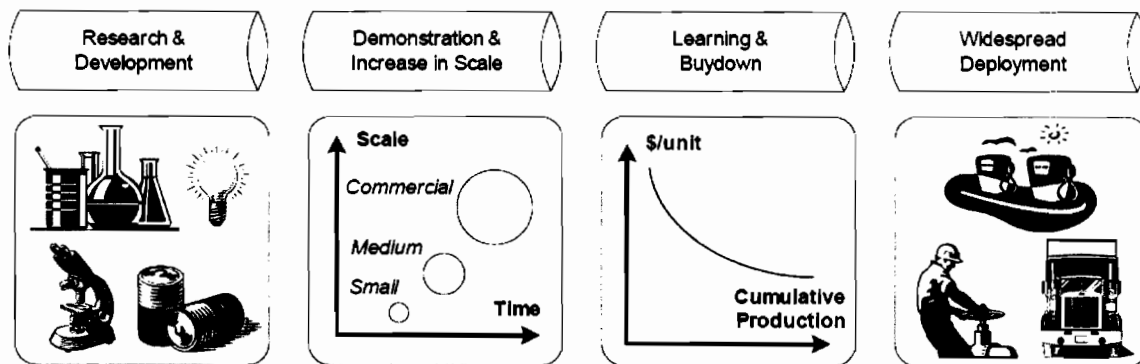 Research &
Development
Demonstration &
Increase in Scale
Learning &
Buydown
Widespread
Deployment
Scale
Commercial
Medium
Small
Time
$/unit
Cumulative
Production